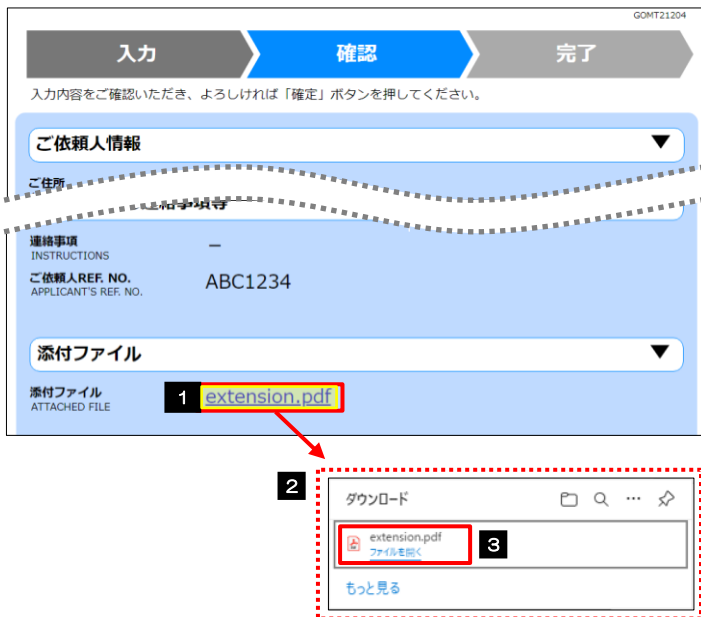 GOMT21204
入力
確認
完了
入力内容をご確認いただき、よろしければ「確定」ボタンを押してください。
ご依頼人情報
▼
ご住所
連絡事項等
連絡事項
INSTRUCTIONS
–
ご依頼人REF. NO.
APPLICANT'S REF. NO.
ABC1234
添付ファイル
▼
添付ファイル
ATTACHED FILE
1
extension.pdf
2
ダウンロード
…
extension.pdf
ファイルを開く
3
もっと見る